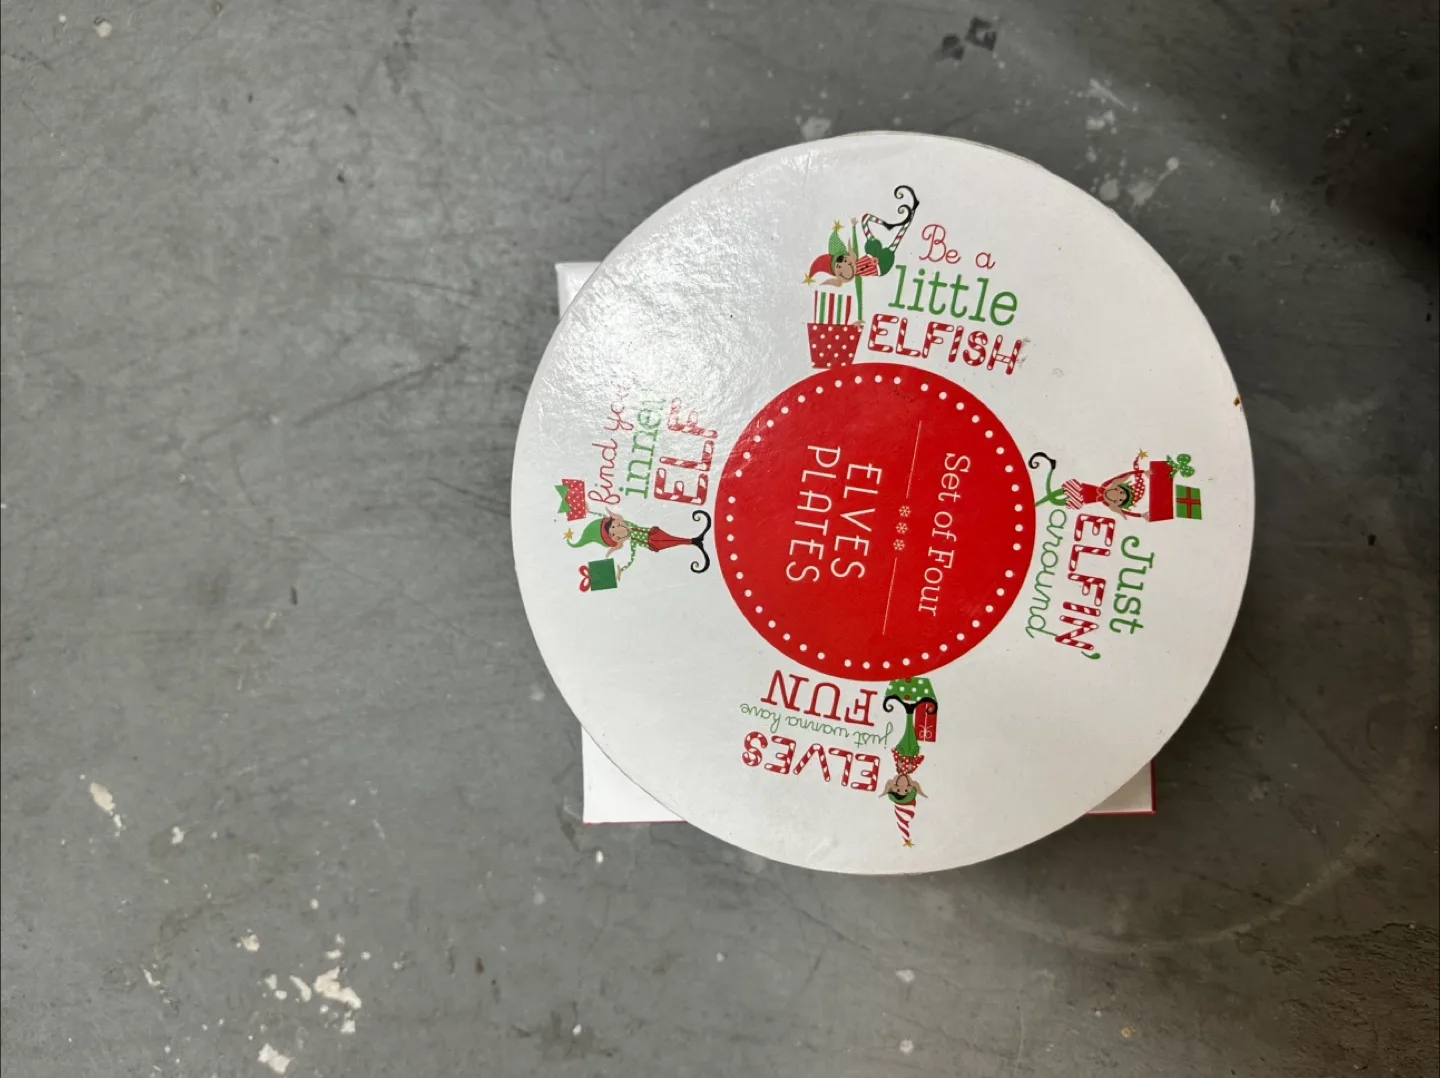 Set of Four
ELVES
PLATES
Be a
little
ELFISH
Just
ELFIN'
around
ELVES
just wanna have
FUN
find your
inner
ELF